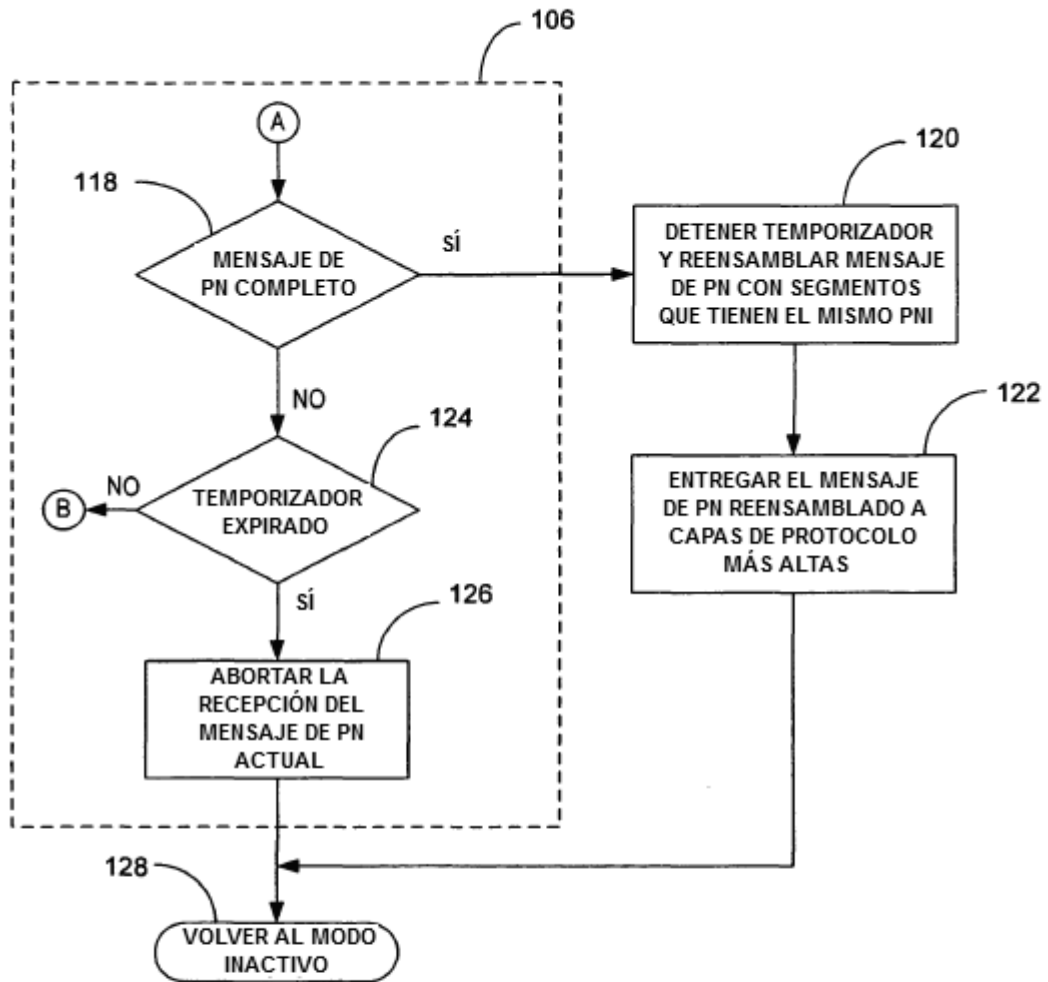 106
A
118
MENSAJE DE
PN COMPLETO
SÍ
120
DETENER TEMPORIZADOR
Y REENSAMBLAR MENSAJE
DE PN CON SEGMENTOS
QUE TIENEN EL MISMO PNI
NO
124
TEMPORIZADOR
EXPIRADO
NO
B
122
ENTREGAR EL MENSAJE
DE PN REENSAMBLADO A
CAPAS DE PROTOCOLO
MÁS ALTAS
SÍ
126
ABORTAR LA
RECEPCIÓN DEL
MENSAJE DE PN
ACTUAL
128
VOLVER AL MODO
INACTIVO